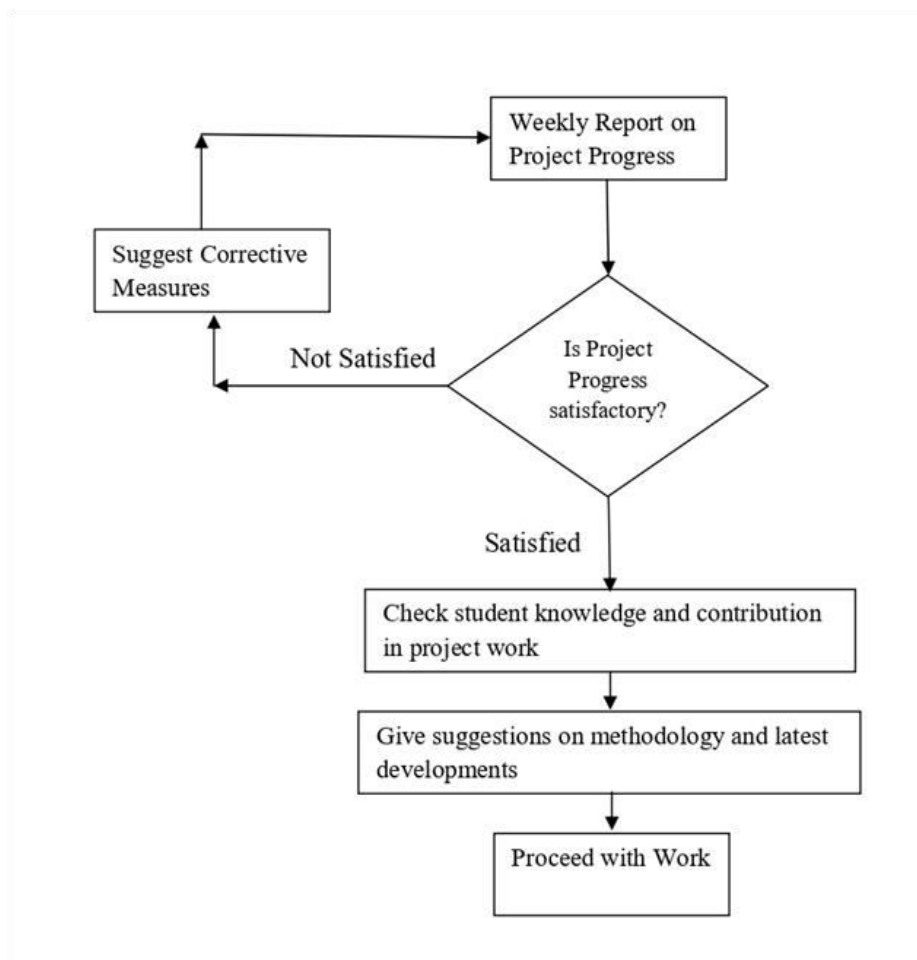 Weekly Report on
Project Progress
Suggest Corrective
Measures
Not Satisfied
Is Project
Progress
satisfactory?
Satisfied
Check student knowledge and contribution
in project work
Give suggestions on methodology and latest
developments
Proceed with Work